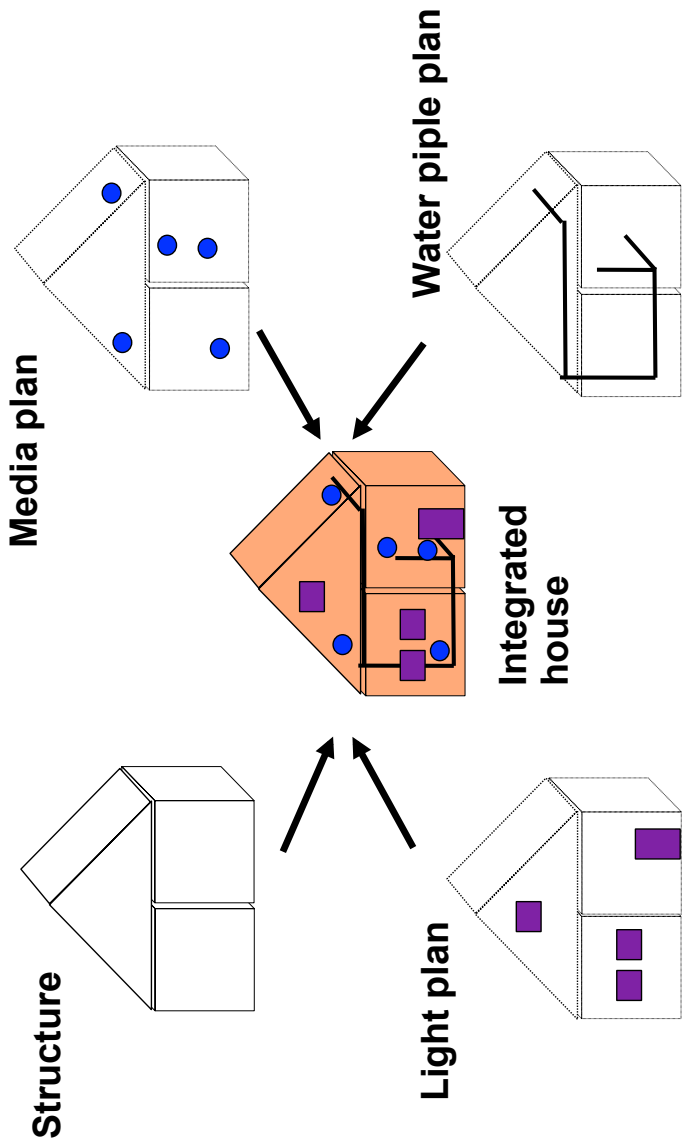 Structure
Media plan
Light plan
Integrated
house
Water piple plan